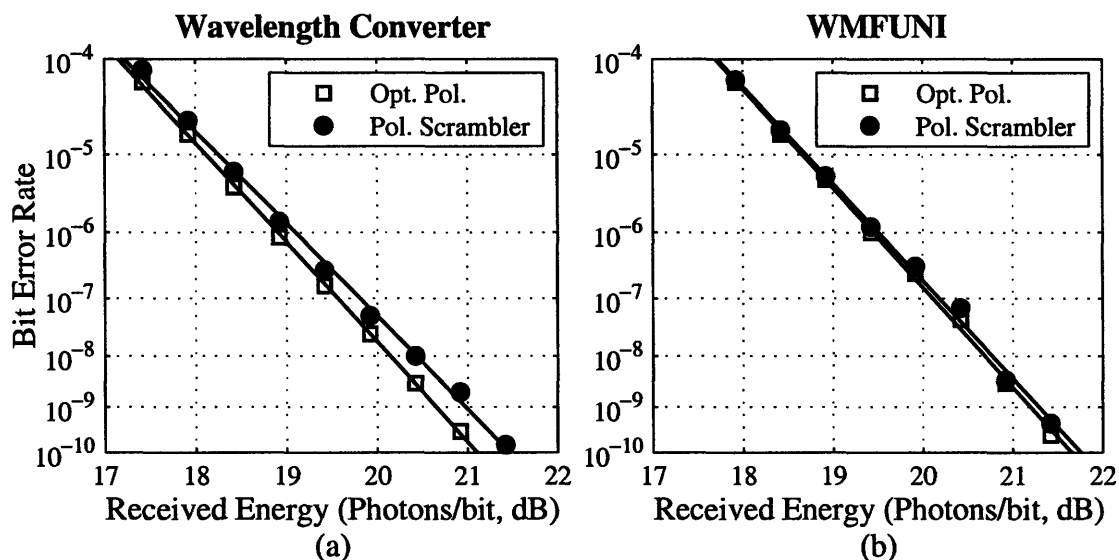 Wavelength Converter
Opt. Pol.
Pol. Scrambler
Bit Error Rate
10⁻⁴
10⁻⁵
10⁻⁶
10⁻⁷
10⁻⁸
10⁻⁹
10⁻¹⁰
17 18 19 20 21 22
Received Energy (Photons/bit, dB)
(a)
WMFUNI
Opt. Pol.
Pol. Scrambler
10⁻⁴
10⁻⁵
10⁻⁶
10⁻⁷
10⁻⁸
10⁻⁹
10⁻¹⁰
17 18 19 20 21 22
Received Energy (Photons/bit, dB)
(b)